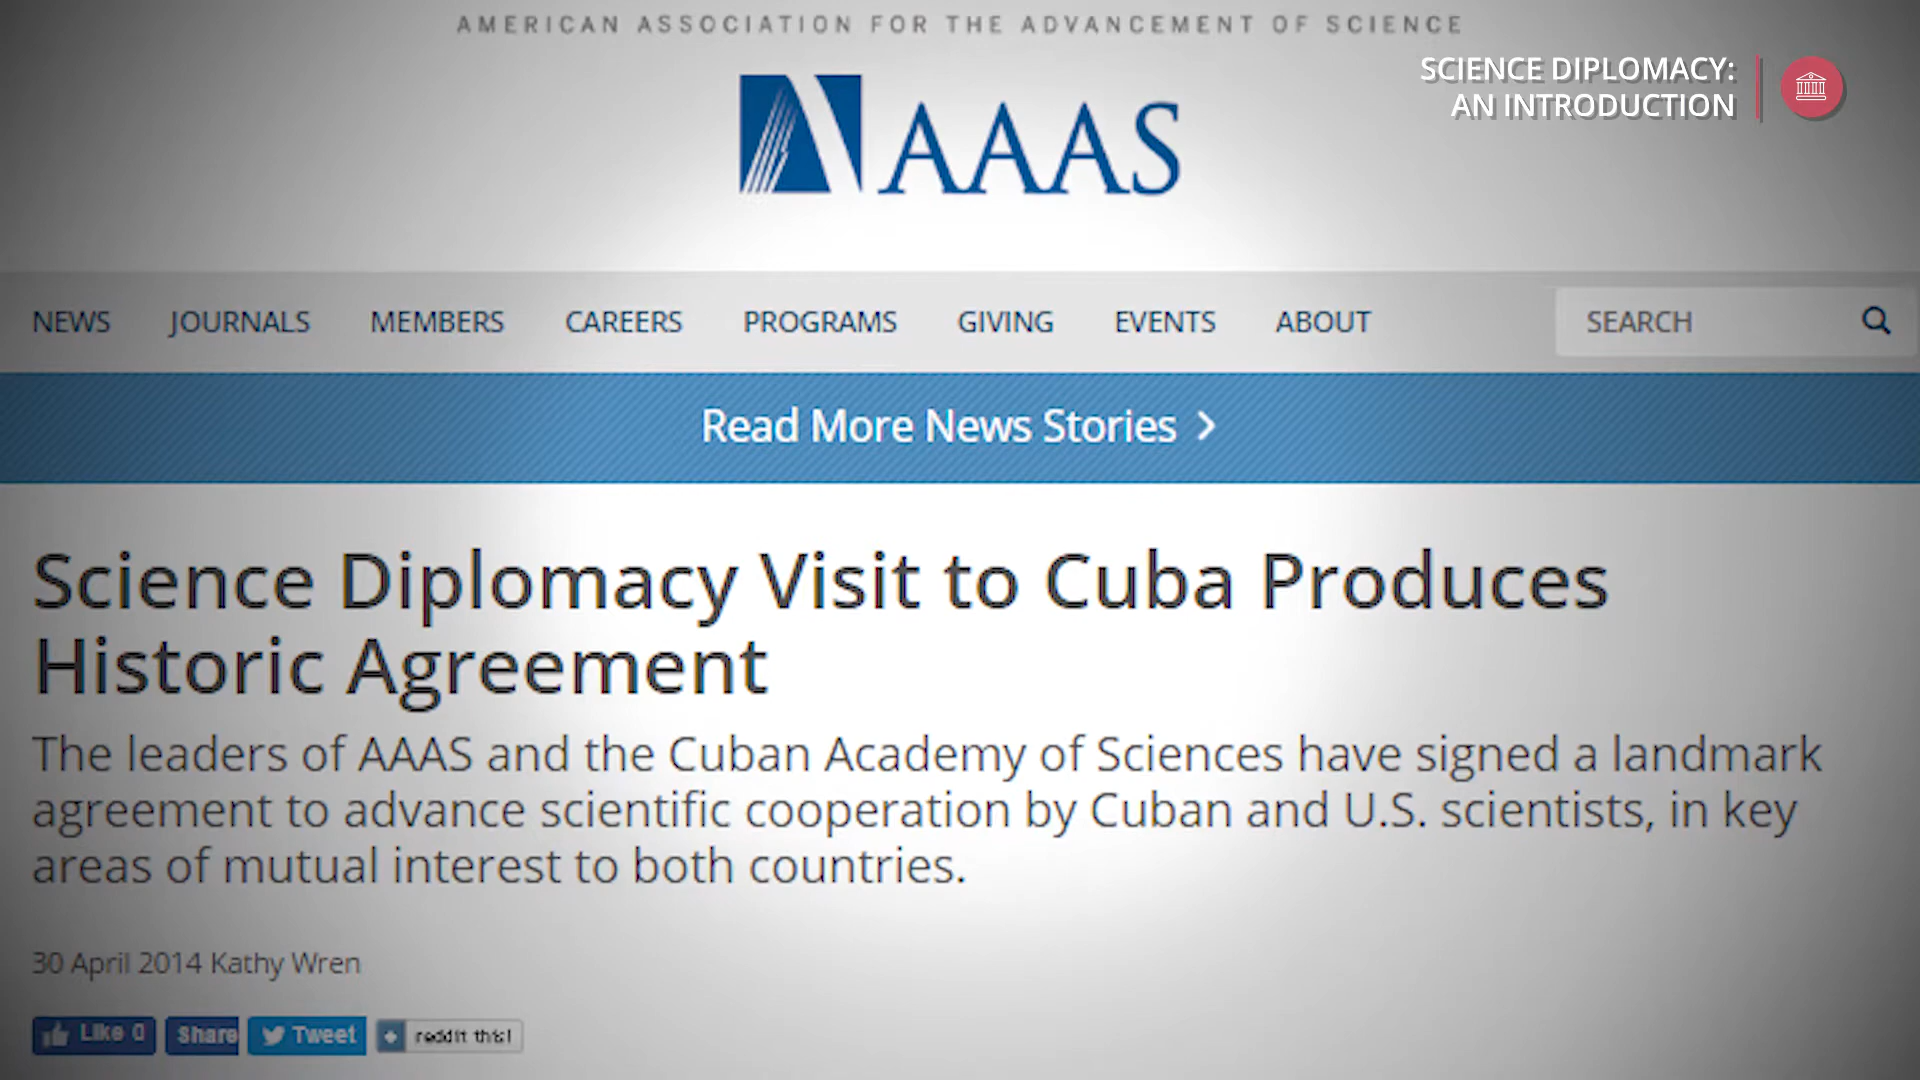 AMERICAN ASSOCIATION FOR THE ADVANCEMENT OF SCIENCE
SCIENCE DIPLOMACY:
AN INTRODUCTION
AAAS
NEWS JOURNALS MEMBERS CAREERS PROGRAMS GIVING EVENTS ABOUT SEARCH
Read More News Stories >
Science Diplomacy Visit to Cuba Produces
Historic Agreement
The leaders of AAAS and the Cuban Academy of Sciences have signed a landmark
agreement to advance scientific cooperation by Cuban and U.S. scientists, in key
areas of mutual interest to both countries.
30 April 2014 Kathy Wren
Like 0 Share Tweet reddit this!